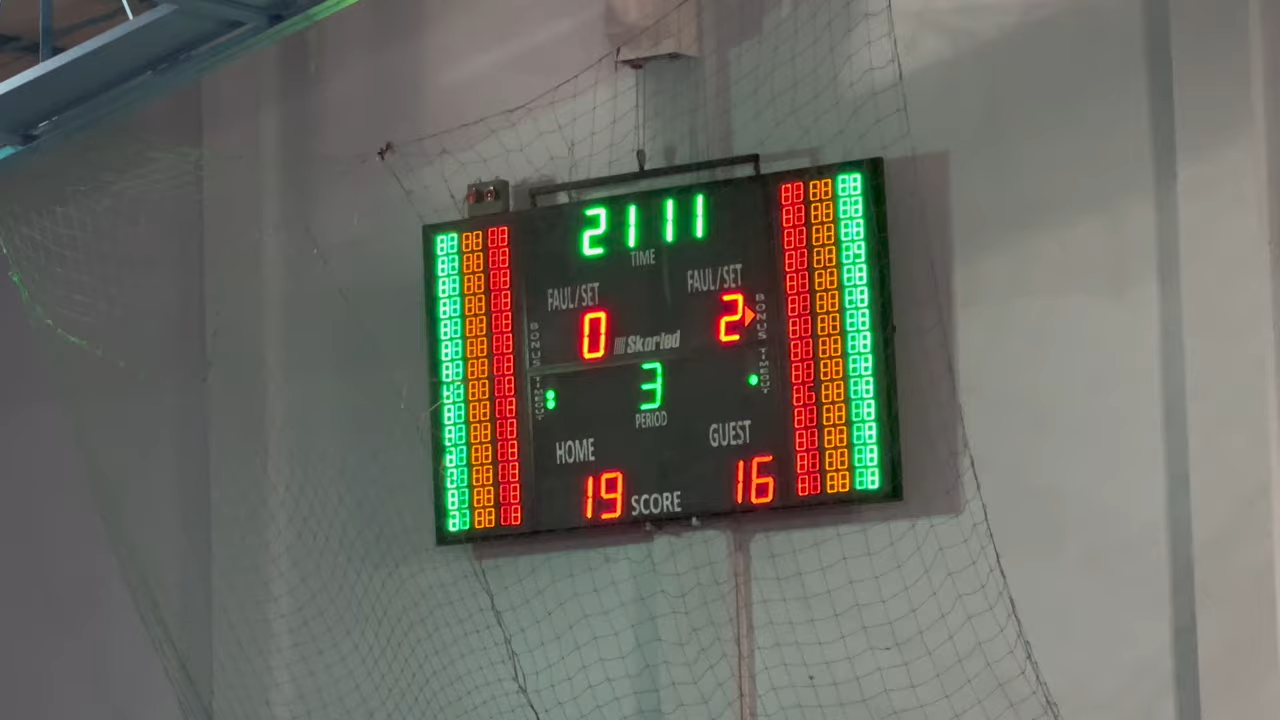 2111
TIME
FAUL/SET FAUL/SET
0 2
BONUS BONUS
Skorled
3
PERIOD
TIMEOUT TIMEOUT
HOME GUEST
19 SCORE 16